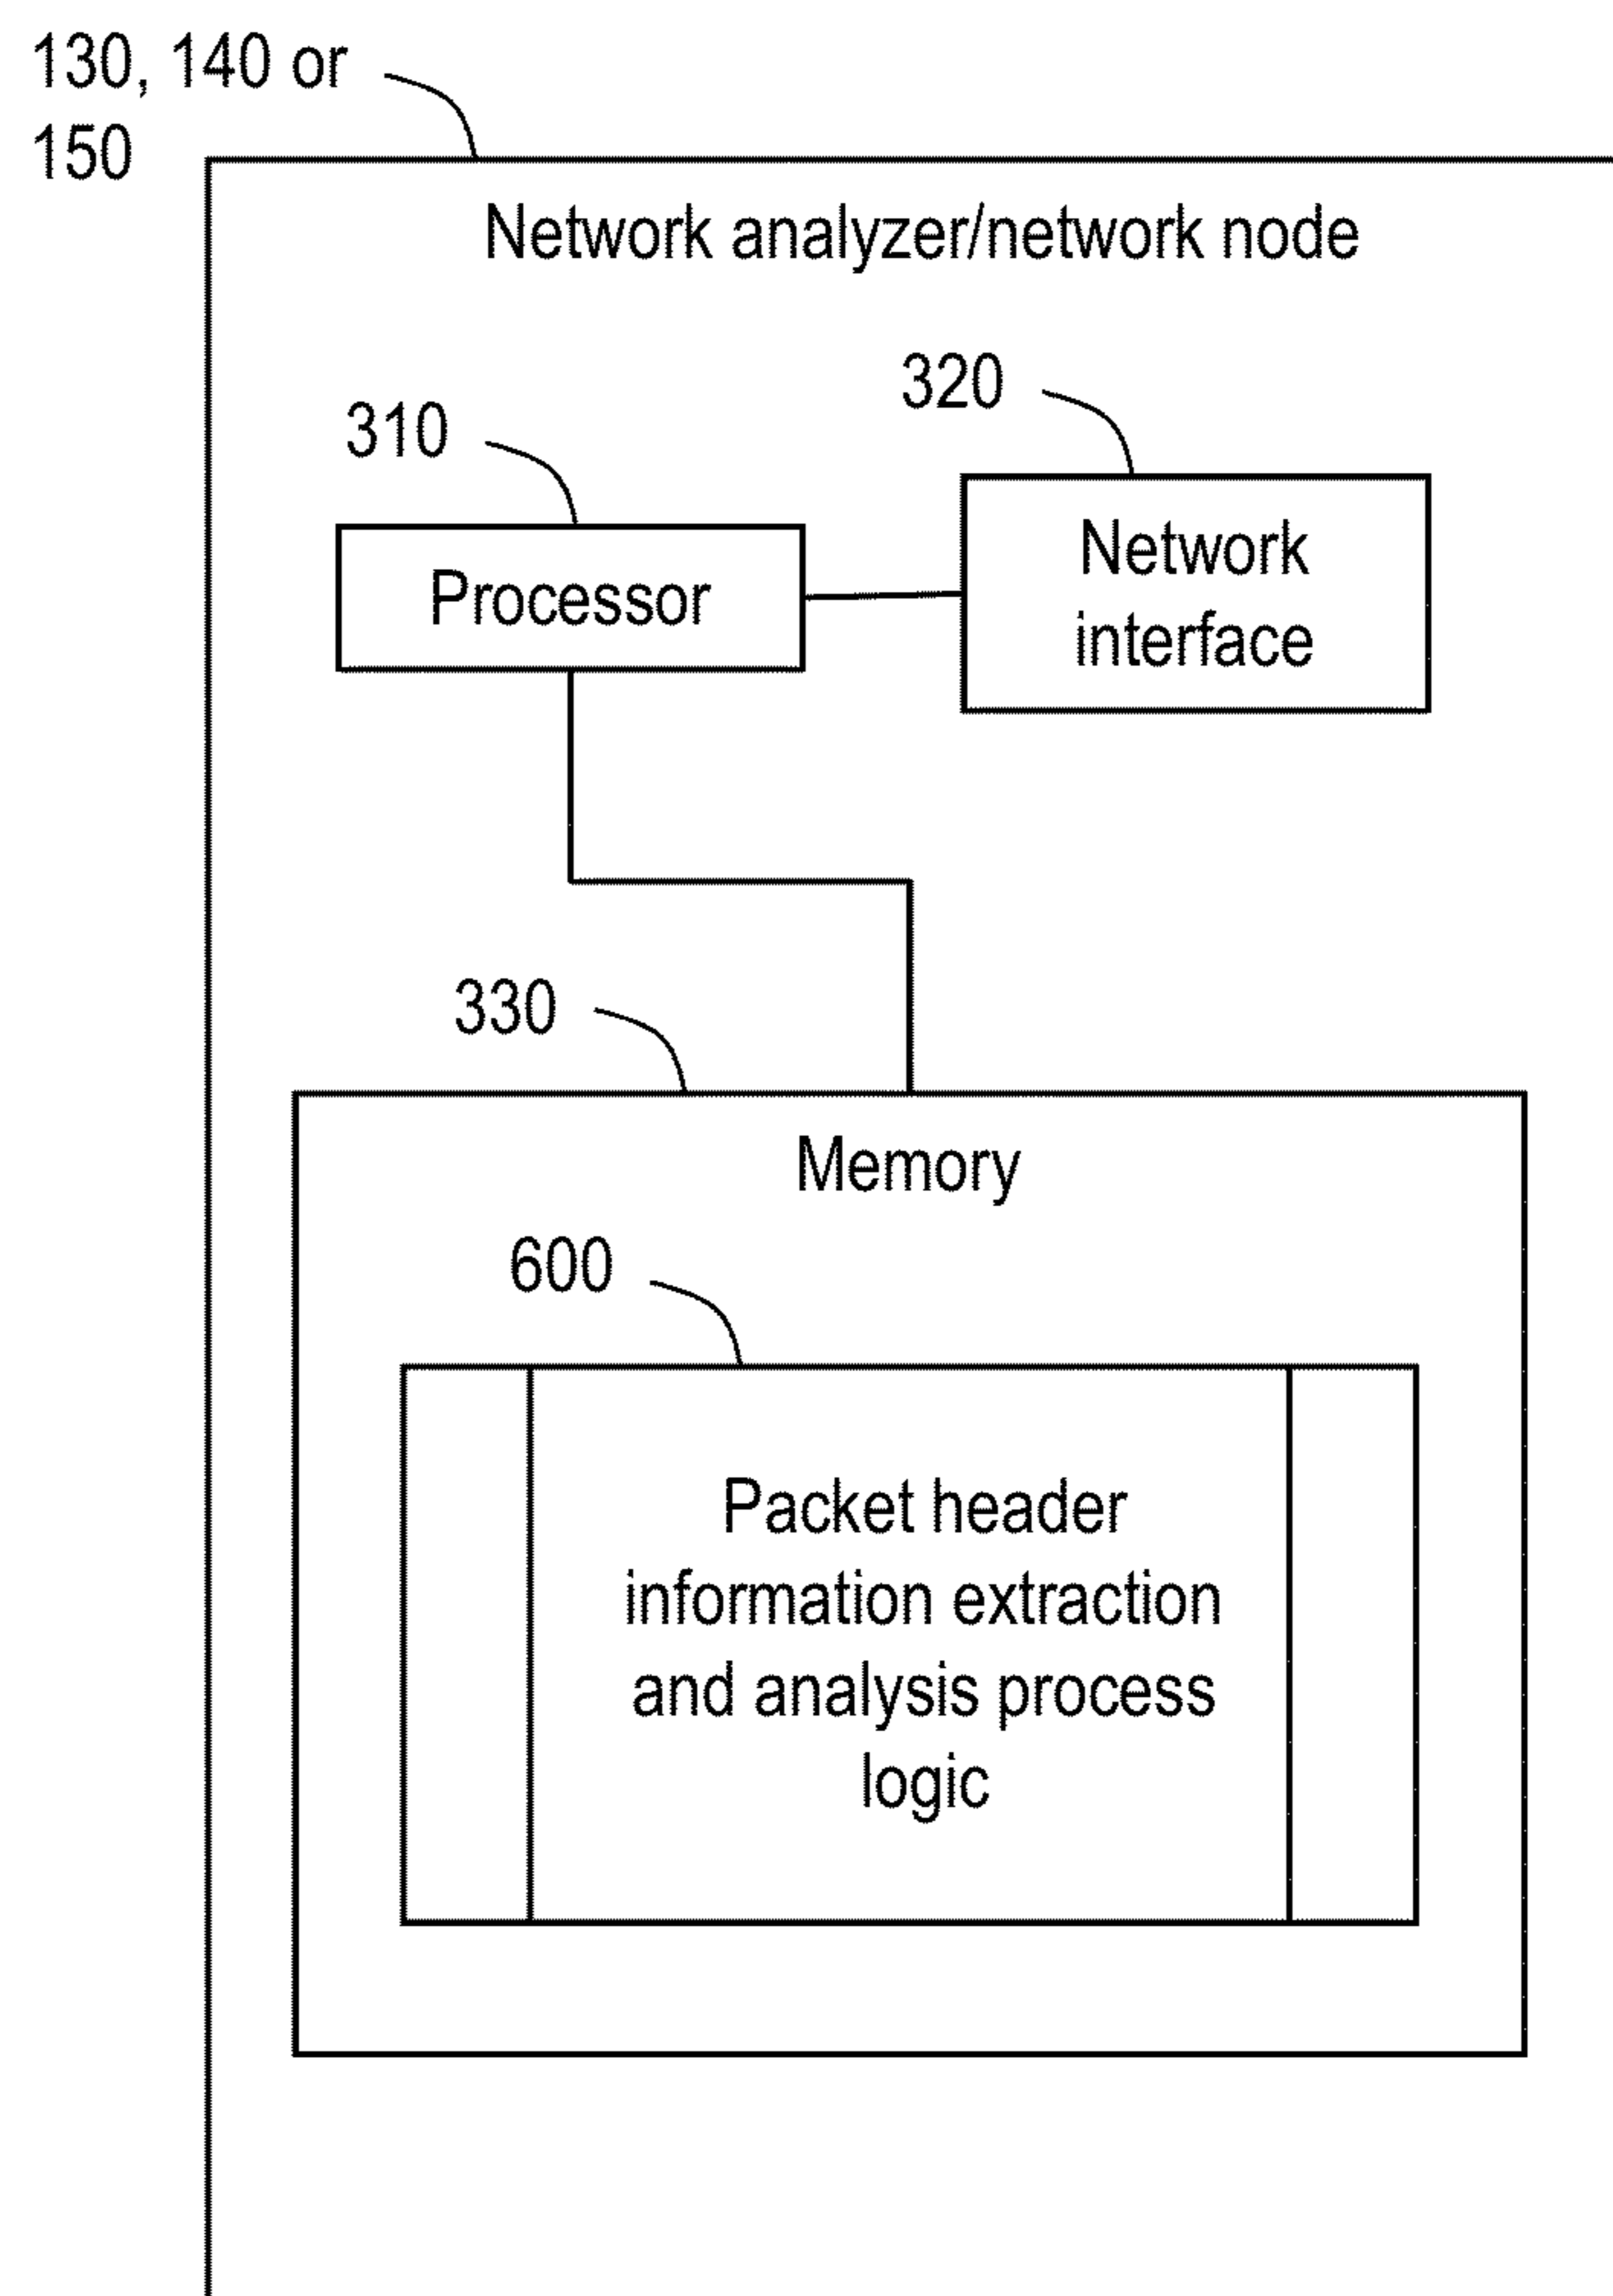 130, 140 or
150
Network analyzer/network node
320
310
Network
interface
Processor
330
Memory
600
Packet header
information extraction
and analysis process
logic